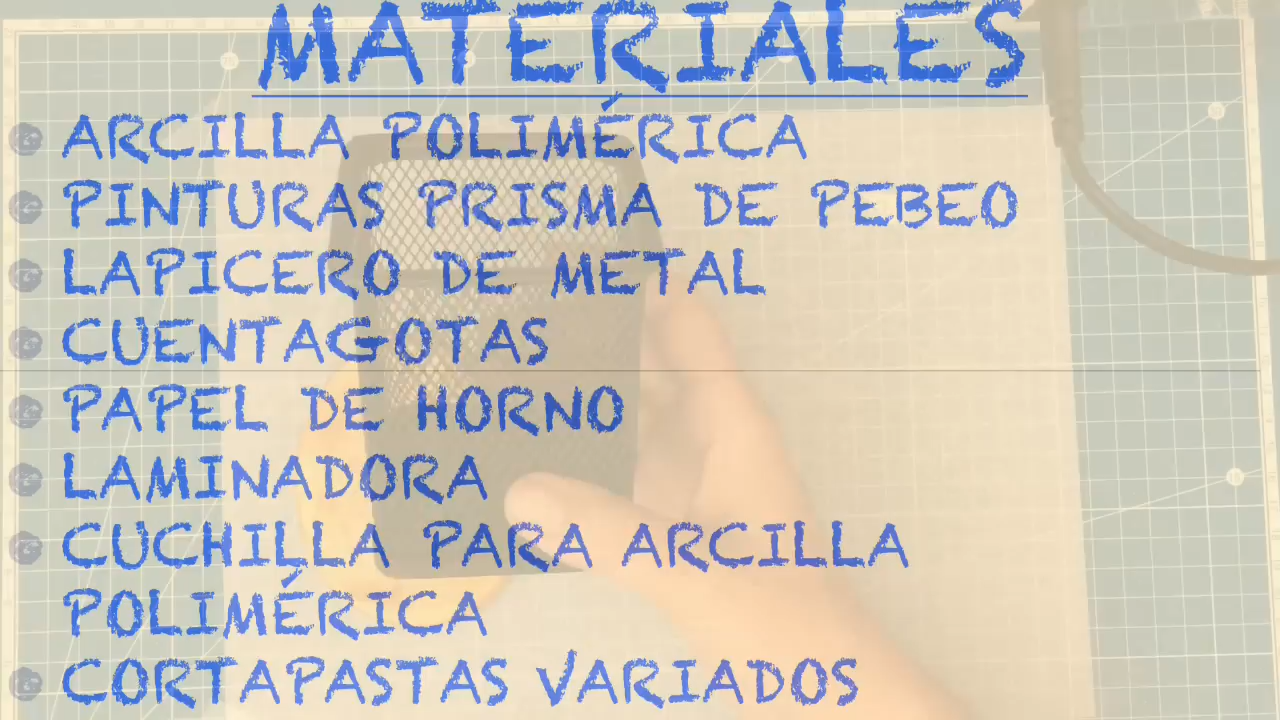 MATERIALES
ARCILLA POLIMÉRICA
PINTURAS PRISMA DE PEBEO
LAPICERO DE METAL
CUENTAGOTAS
PAPEL DE HORNO
LAMINADORA
CUCHILLA PARA ARCILLA
POLIMÉRICA
CORTAPASTAS VARIADOS